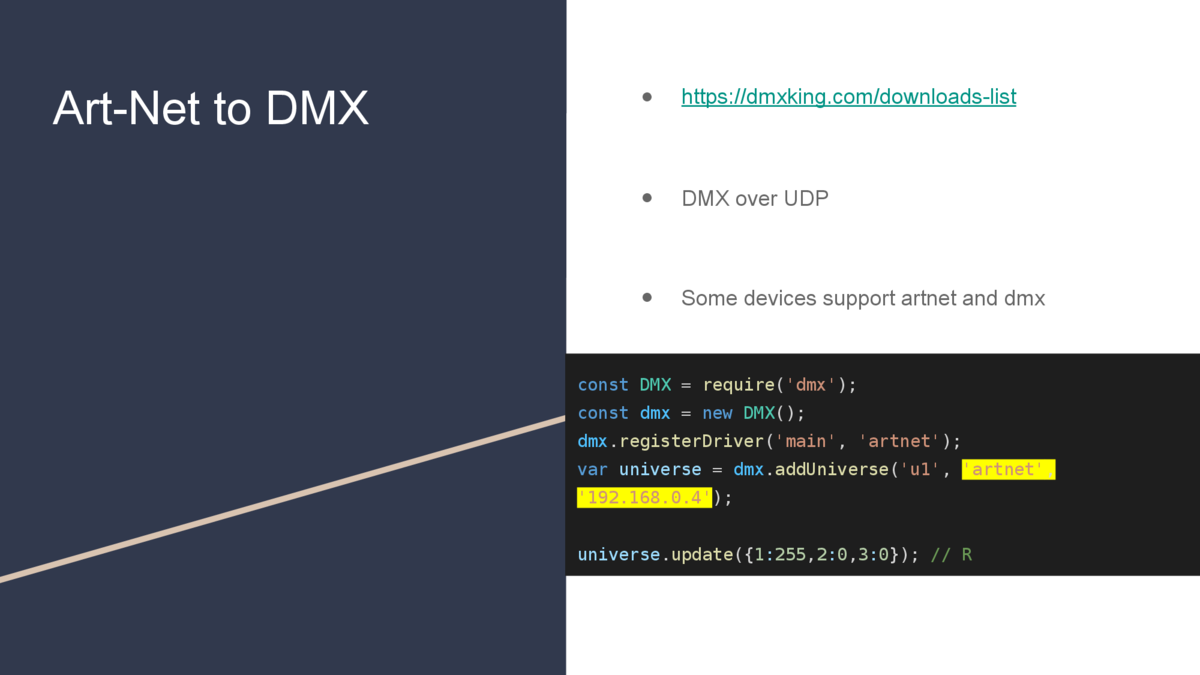 Art-Net to DMX
https://dmxking.com/downloads-list
DMX over UDP
Some devices support artnet and dmx
const DMX = require('dmx');
const dmx = new DMX();
dmx.registerDriver('main', 'artnet');
var universe = dmx.addUniverse('u1', 'artnet'
'192.168.0.4');
universe.update({1:255,2:0,3:0}); // R